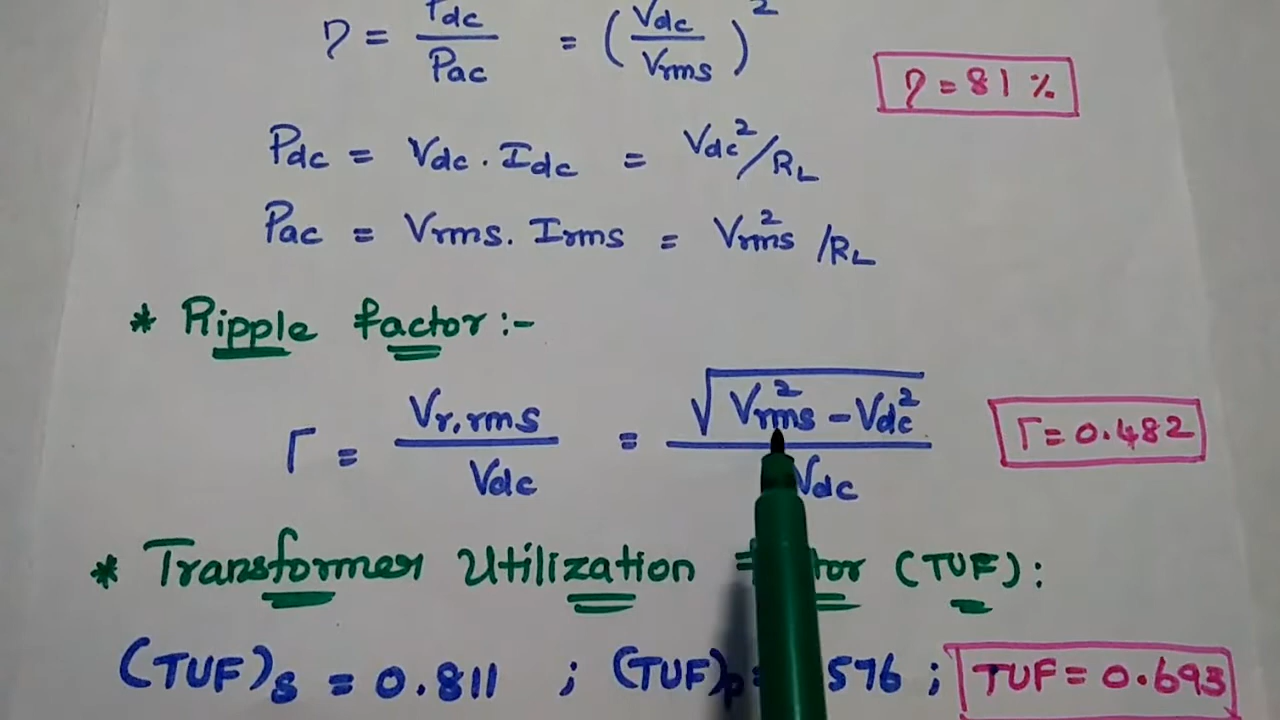 η = Pdc / Pac = (Vdc / Vrms)²
η = 81 %
Pdc = Vdc . Idc = Vdc² / RL
Pac = Vrms . Irms = Vrms² / RL
* Ripple factor :-
Γ = Vr,rms / Vdc = √(Vrms² - Vdc²) / Vdc
Γ = 0.482
* Transformer Utilization (TUF) :
(TUF)s = 0.811 ; (TUF)p 576 ; TUF = 0.693